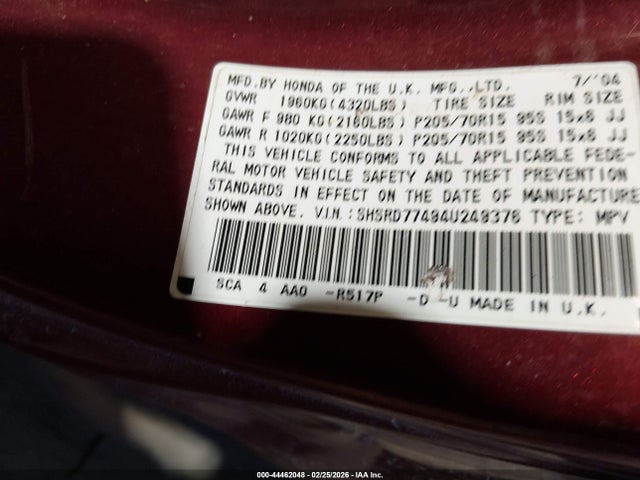 MFD.BY HONDA OF THE U.K. MFG.,LTD. 7/'04
GVWR 1960KG(4320LBS) TIRE SIZE RIM SIZE
GAWR F 980 KG(2160LBS) P205/70R15 95S 15x6 JJ
GAWR R 1020KG(2250LBS) P205/70R15 95S 15x6 JJ
THIS VEHICLE CONFORMS TO ALL APPLICABLE FEDE-
RAL MOTOR VEHICLE SAFETY AND THEFT PREVENTION
STANDARDS IN EFFECT ON THE DATE OF MANUFACTURE
SHOWN ABOVE. V.I.N.: SHSRD77494U249376 TYPE: MPV
SCA 4 AAO -R517P -D -U MADE IN U.K.
000-44462048 - 02/25/2026 - IAA, Inc.